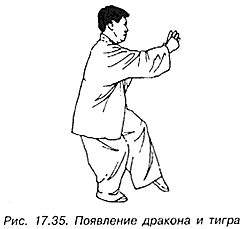 Рис. 17.35. Появление дракона и тигра